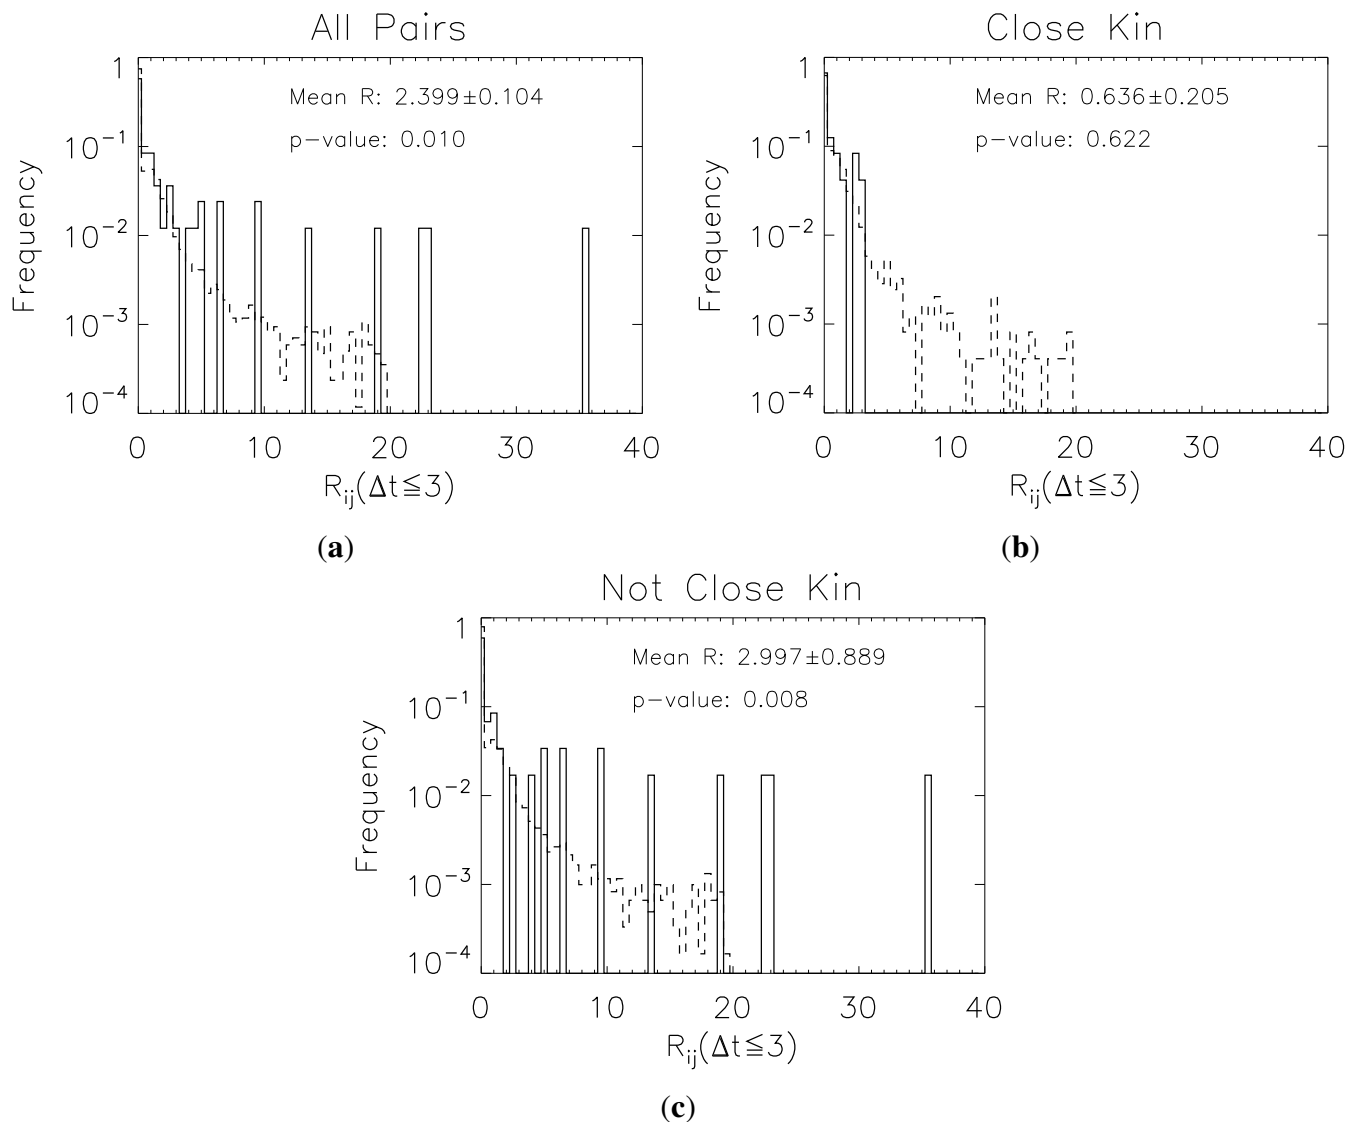 All Pairs
Mean R: 2.399±0.104
p−value: 0.010
Frequency
1
10⁻¹
10⁻²
10⁻³
10⁻⁴
0 10 20 30 40
R_ij(Δt≦3)
(a)
Close Kin
Mean R: 0.636±0.205
p−value: 0.622
Frequency
1
10⁻¹
10⁻²
10⁻³
10⁻⁴
0 10 20 30 40
R_ij(Δt≦3)
(b)
Not Close Kin
Mean R: 2.997±0.889
p−value: 0.008
Frequency
1
10⁻¹
10⁻²
10⁻³
10⁻⁴
0 10 20 30 40
R_ij(Δt≦3)
(c)